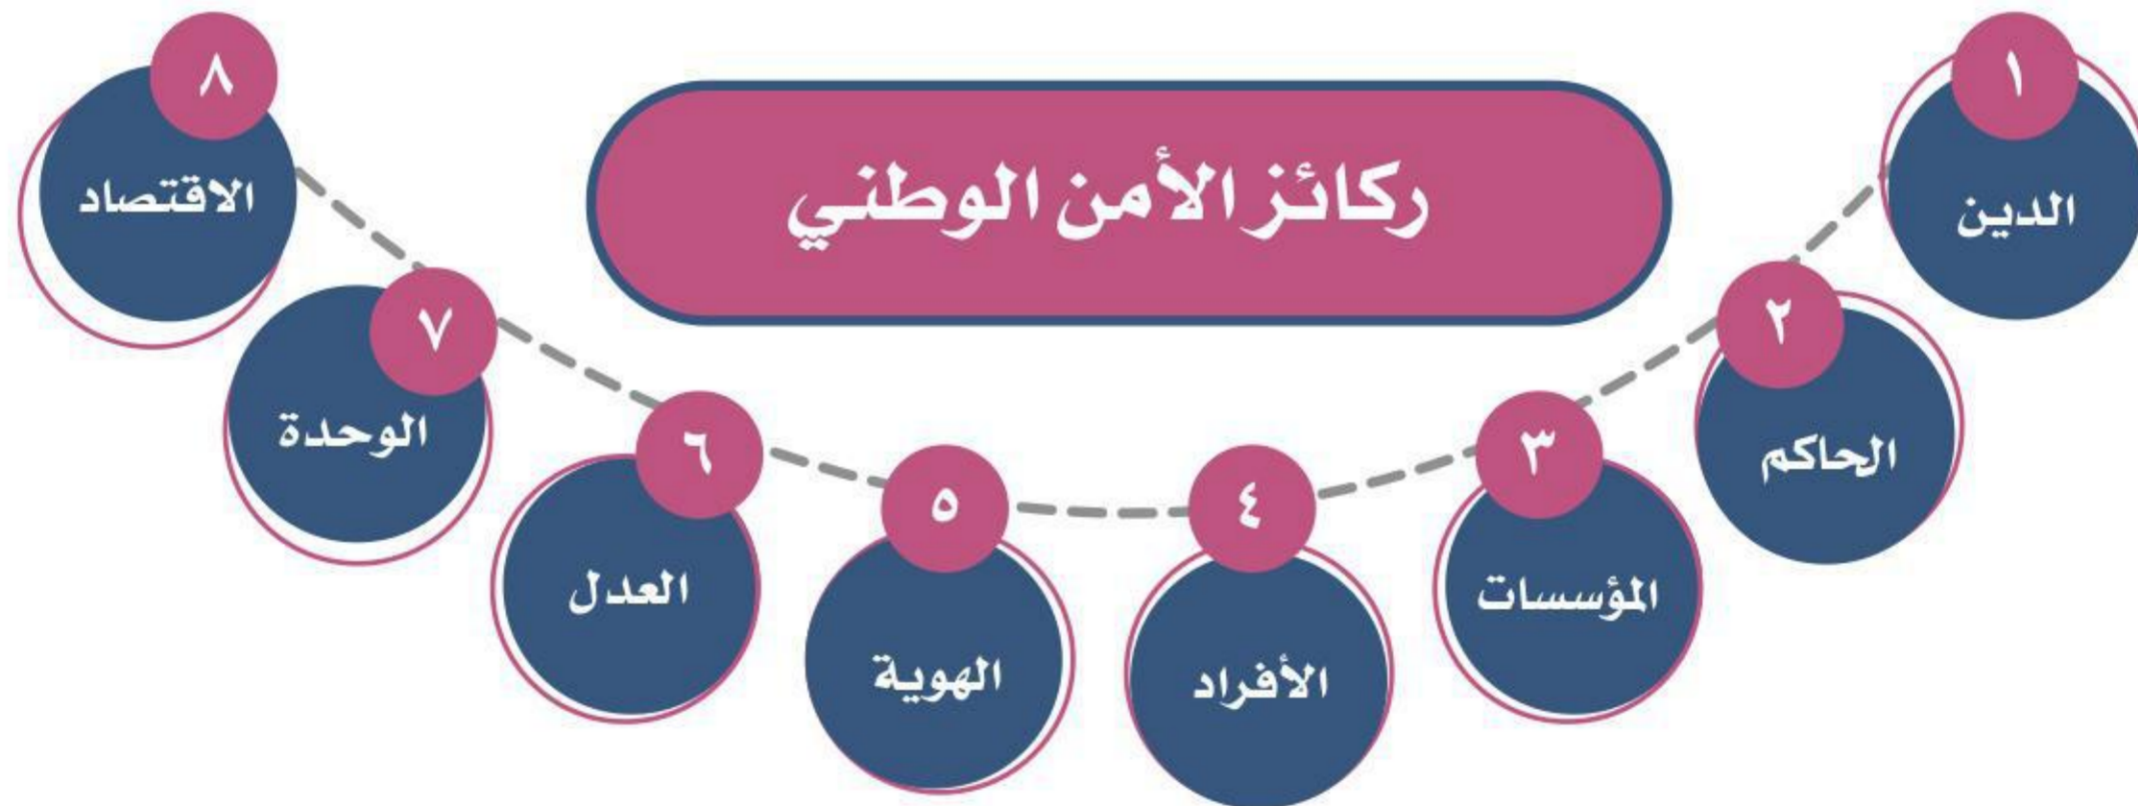 ركائز الأمن الوطني
١
الدين
٢
الحاكم
٣
المؤسسات
٤
الأفراد
٥
الهوية
٦
العدل
٧
الوحدة
٨
الاقتصاد